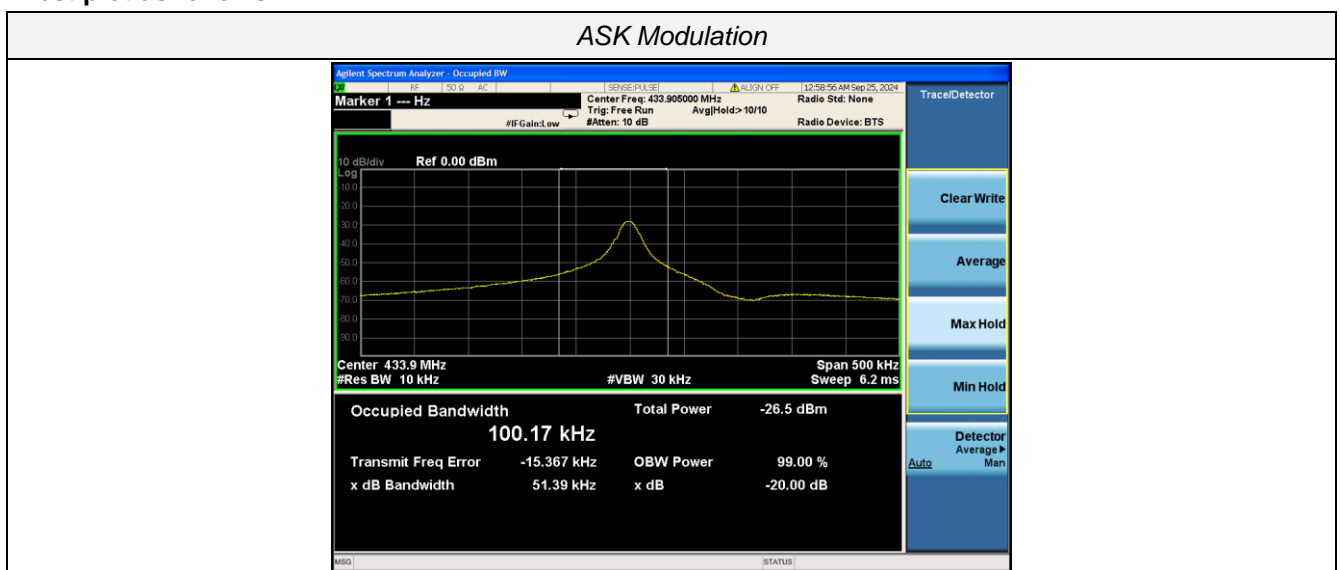 ASK Modulation
Agilent Spectrum Analyzer - Occupied BW
RF 50 Ω AC SENSE:PULSE ALIGN OFF 12:58:56 AM Sep 25, 2024
Marker 1 --- Hz
Center Freq: 433.905000 MHz
Radio Std: None
Trig: Free Run Avg|Hold:> 10/10
#IFGain:Low #Atten: 10 dB Radio Device: BTS
Trace/Detector
10 dB/div Ref 0.00 dBm
Log
-10.0
-20.0
-30.0
-40.0
-50.0
-60.0
-70.0
-80.0
-90.0
Center 433.9 MHz Span 500 kHz
#Res BW 10 kHz #VBW 30 kHz Sweep 6.2 ms
Occupied Bandwidth Total Power -26.5 dBm
100.17 kHz
Transmit Freq Error -15.367 kHz OBW Power 99.00 %
x dB Bandwidth 51.39 kHz x dB -20.00 dB
MSG STATUS
Clear Write
Average
Max Hold
Min Hold
Detector
Average▶
Auto Man